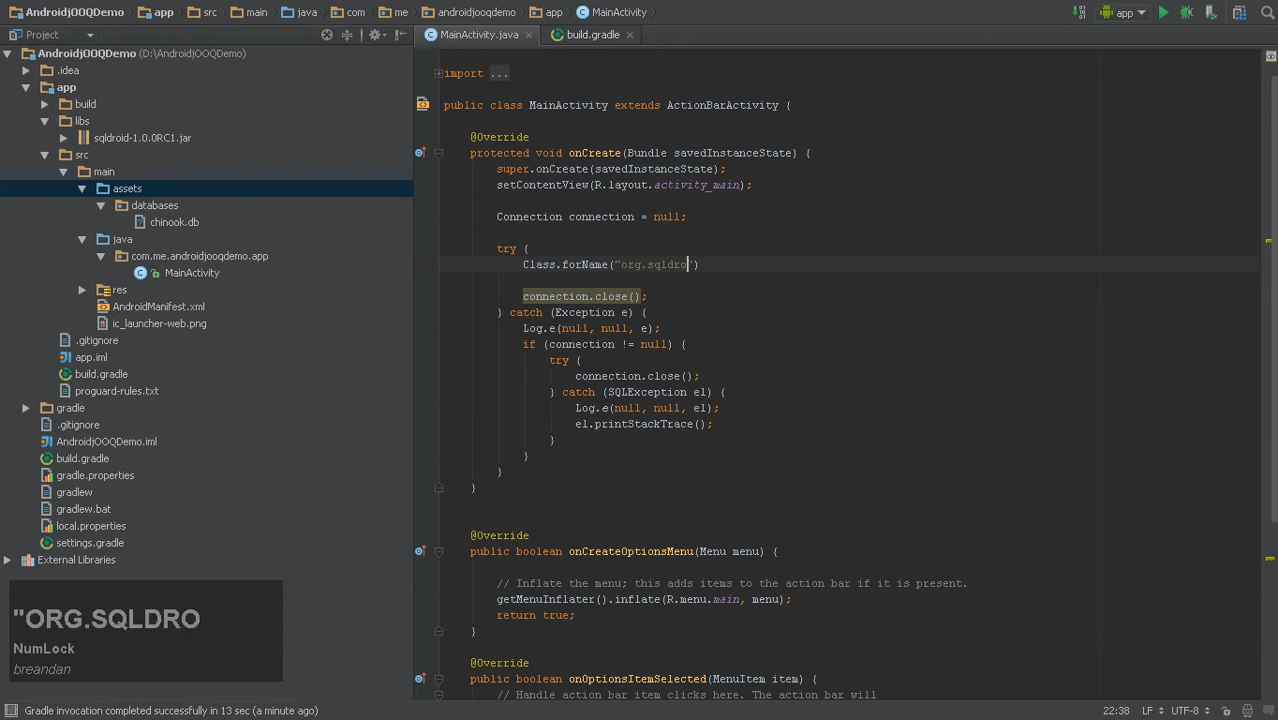 AndroidjOOQDemo app src main java com me androidjooqdemo app MainActivity app
Project MainActivity.java build.gradle
AndroidjOOQDemo (D:\AndroidjOOQDemo)
.idea
app
build
libs
sqldroid-1.0.0RC1.jar
src
main
assets
databases
chinook.db
java
com.me.androidjooqdemo.app
MainActivity
res
AndroidManifest.xml
ic_launcher-web.png
.gitignore
app.iml
build.gradle
proguard-rules.txt
gradle
.gitignore
AndroidjOOQDemo.iml
build.gradle
gradle.properties
gradlew
gradlew.bat
local.properties
settings.gradle
External Libraries
"ORG.SQLDRO
NumLock
breandan
import ...
public class MainActivity extends ActionBarActivity {
@Override
protected void onCreate(Bundle savedInstanceState) {
super.onCreate(savedInstanceState);
setContentView(R.layout.activity_main);
Connection connection = null;
try {
Class.forName("org.sqldro")
connection.close();
} catch (Exception e) {
Log.e(null, null, e);
if (connection != null) {
try {
connection.close();
} catch (SQLException el) {
Log.e(null, null, el);
el.printStackTrace();
}
}
}
}
@Override
public boolean onCreateOptionsMenu(Menu menu) {
// Inflate the menu; this adds items to the action bar if it is present.
getMenuInflater().inflate(R.menu.main, menu);
return true;
}
@Override
public boolean onOptionsItemSelected(MenuItem item) {
// Handle action bar item clicks here. The action bar will
Gradle invocation completed successfully in 13 sec (a minute ago) 22:38 LF UTF-8